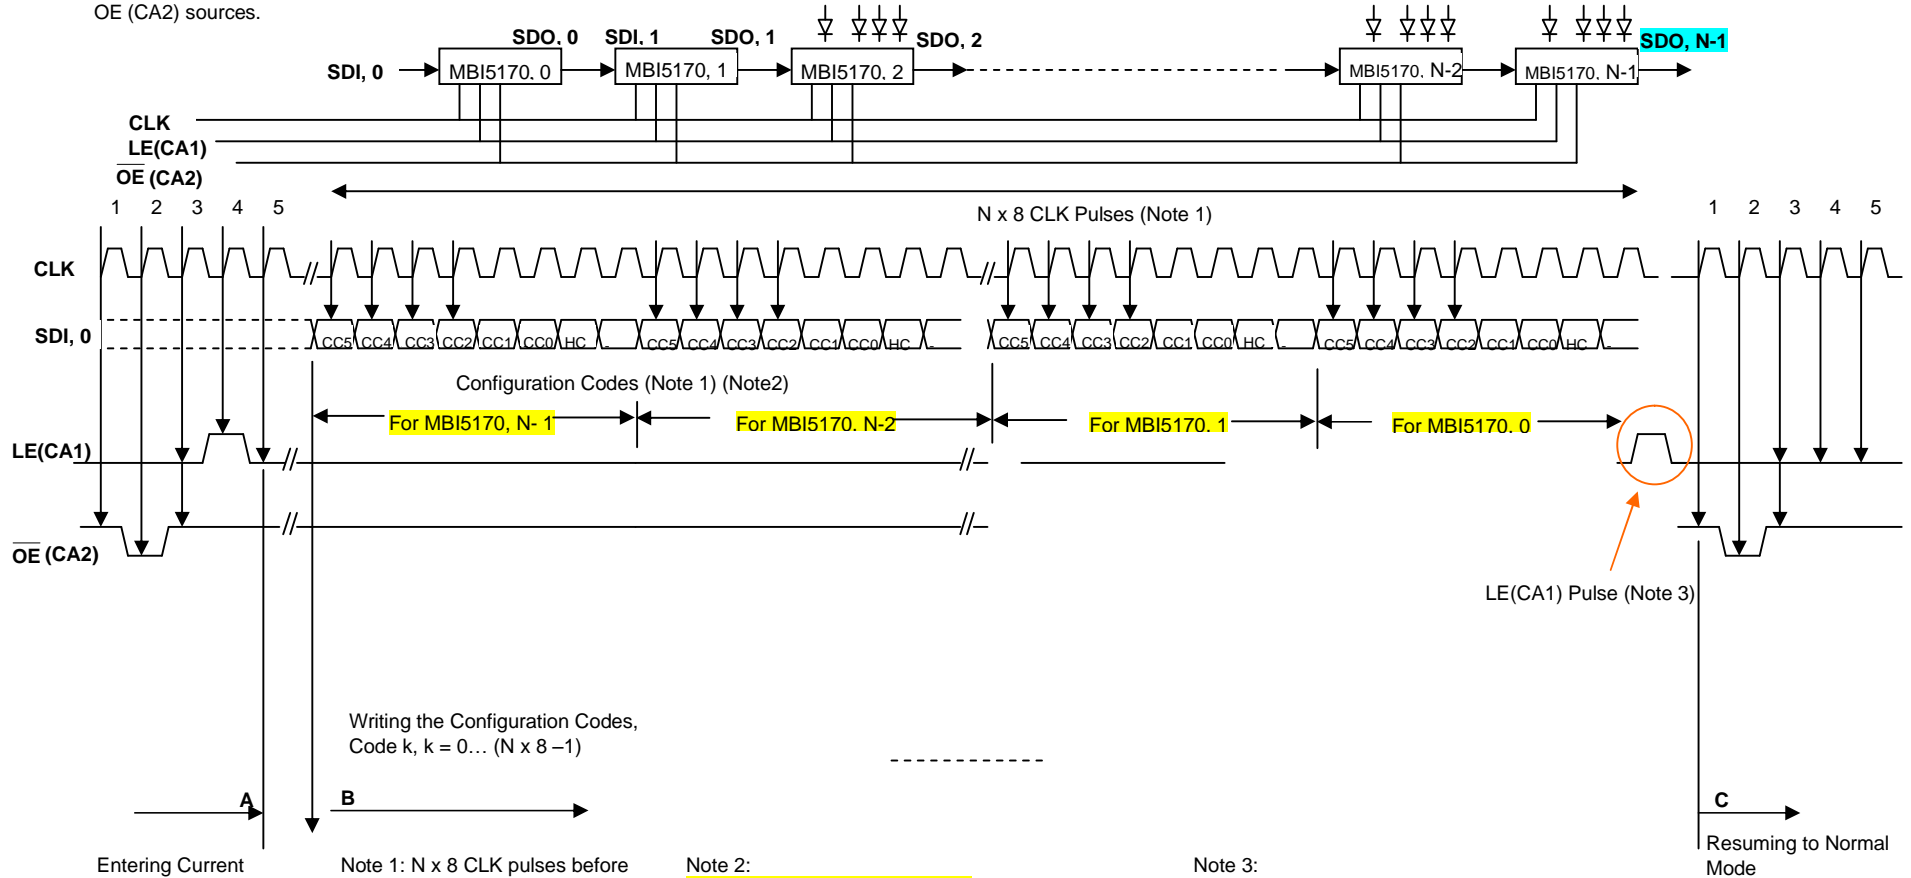 OE (CA2) sources.
SDO, 0 SDI, 1 SDO, 1 SDO, 2 SDO, N-1
SDI, 0 MBI5170, 0 MBI5170, 1 MBI5170, 2 MBI5170, N-2 MBI5170, N-1
CLK
LE(CA1)
OE (CA2)
1 2 3 4 5 N x 8 CLK Pulses (Note 1) 1 2 3 4 5
CLK
SDI, 0 CC5 CC4 CC3 CC2 CC1 CC0 HC - CC5 CC4 CC3 CC2 CC1 CC0 HC - CC5 CC4 CC3 CC2 CC1 CC0 HC - CC5 CC4 CC3 CC2 CC1 CC0 HC -
Configuration Codes (Note 1) (Note2)
For MBI5170, N- 1 For MBI5170. N-2 For MBI5170. 1 For MBI5170. 0
LE(CA1)
OE (CA2)
LE(CA1) Pulse (Note 3)
Writing the Configuration Codes,
Code k, k = 0… (N x 8 –1)
A B C
Entering Current Note 1: N x 8 CLK pulses before Note 2: Note 3: Resuming to Normal
Mode